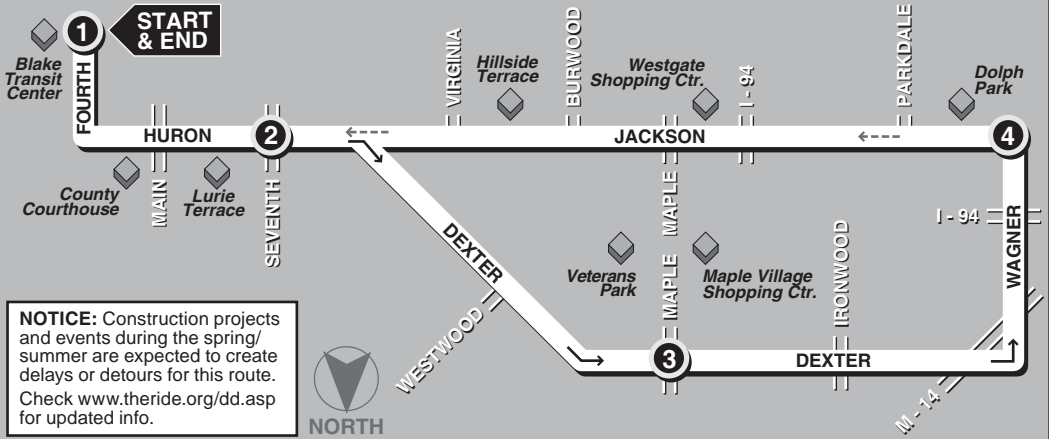 1
START
& END
Blake
Transit
Center
FOURTH
HURON
2
County
Courthouse
MAIN
Lurie
Terrace
SEVENTH
VIRGINIA
Hillside
Terrace
BURWOOD
Westgate
Shopping Ctr.
I - 94
PARKDALE
Dolph
Park
JACKSON
4
MAPLE
DEXTER
Veterans
Park
MAPLE
Maple Village
Shopping Ctr.
IRONWOOD
I - 94
WAGNER
WESTWOOD
3
DEXTER
M - 14
NOTICE: Construction projects
and events during the spring/
summer are expected to create
delays or detours for this route.
Check www.theride.org/dd.asp
for updated info.
NORTH